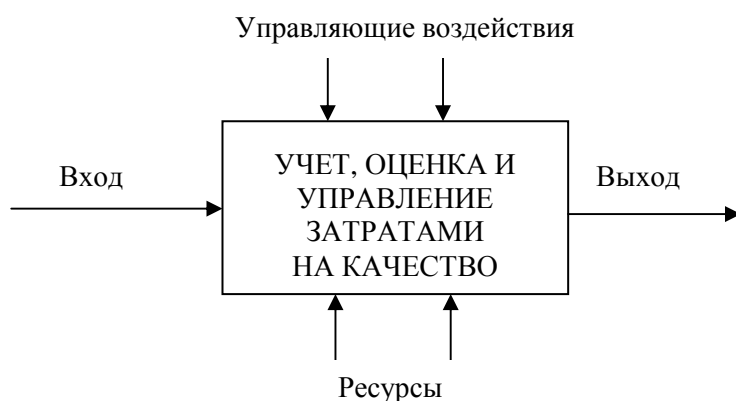 Управляющие воздействия
Вход
УЧЕТ, ОЦЕНКА И
УПРАВЛЕНИЕ
ЗАТРАТАМИ
НА КАЧЕСТВО
Выход
Ресурсы